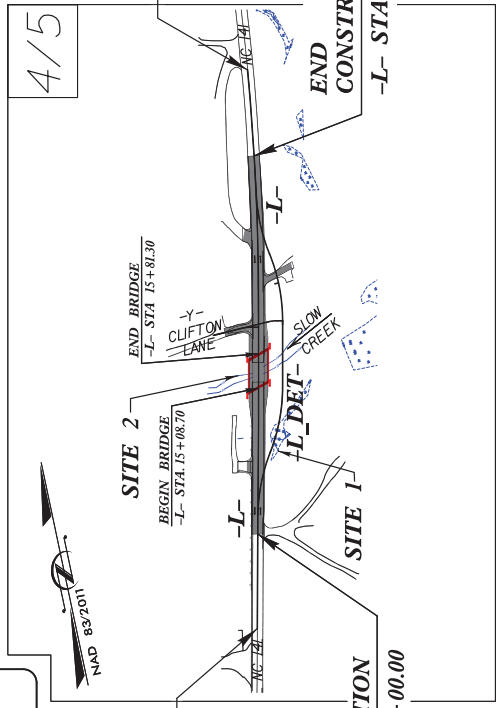 4/5
NC 141
END
CONSTR
-L- STA
-L-
END BRIDGE
-L- STA 15+81.30
-Y-
CLIFTON
LANE
SLOW
CREEK
SITE 2
BEGIN BRIDGE
-L- STA. 15+08.70
-L_DET-
-L-
SITE 1
NAD 83/2011
NC 141
TION
00.00